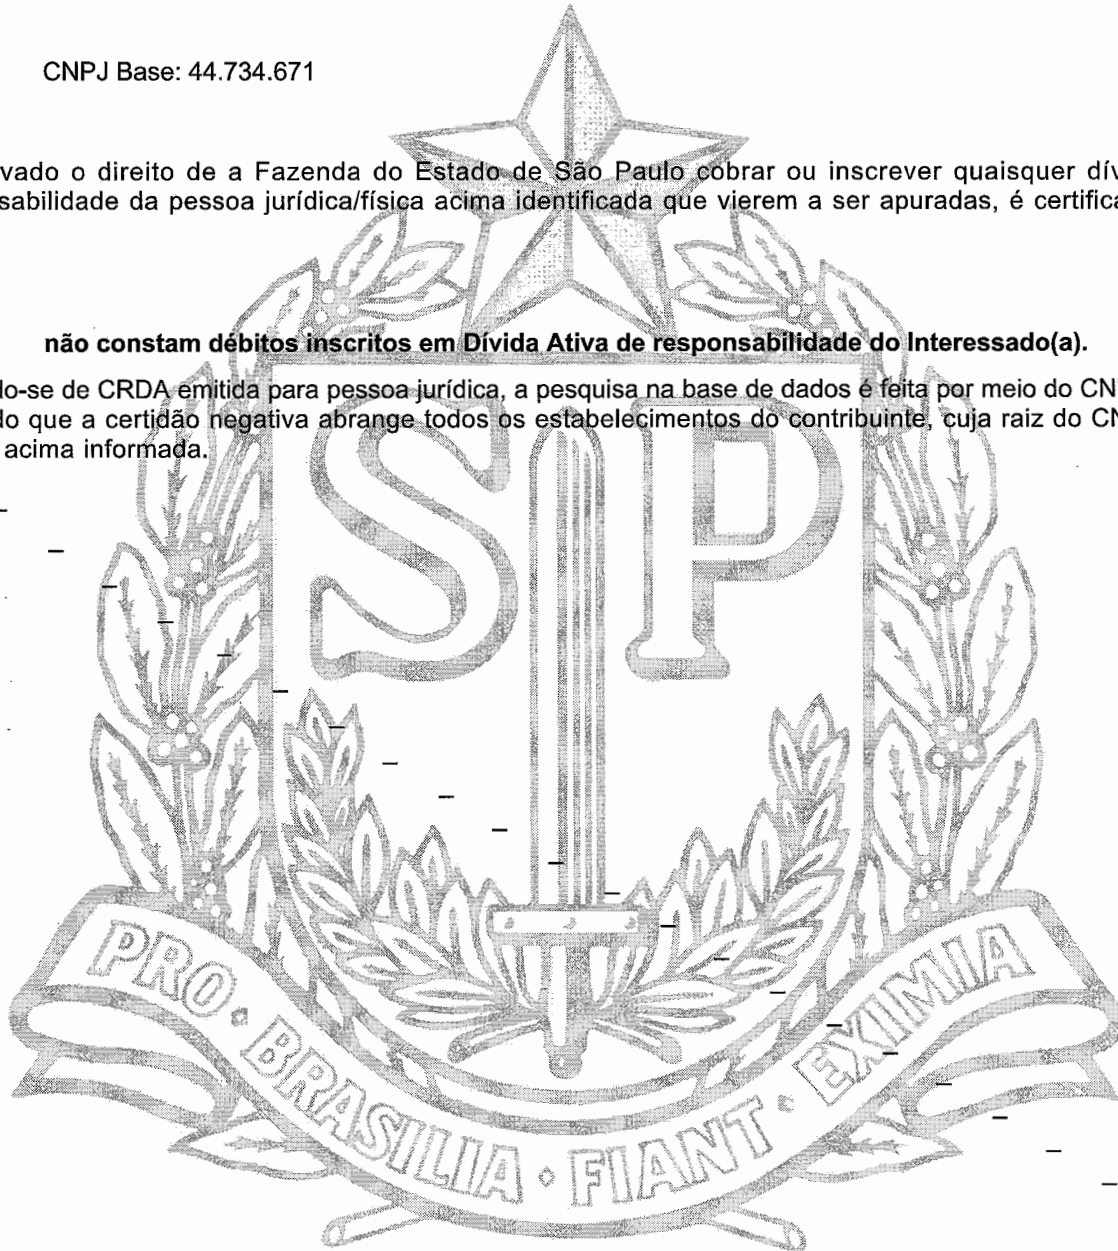 CNPJ Base: 44.734.671
vado o direito de a Fazenda do Estado de São Paulo cobrar ou inscrever quaisquer dív
sabilidade da pessoa jurídica/física acima identificada que vierem a ser apuradas, é certifica
não constam débitos inscritos em Dívida Ativa de responsabilidade do Interessado(a).
do-se de CRDA emitida para pessoa jurídica, a pesquisa na base de dados é feita por meio do CN
do que a certidão negativa abrange todos os estabelecimentos do contribuinte, cuja raiz do CN
acima informada.
SP
PRO · BRASILIA · FIANT · EXIMIA